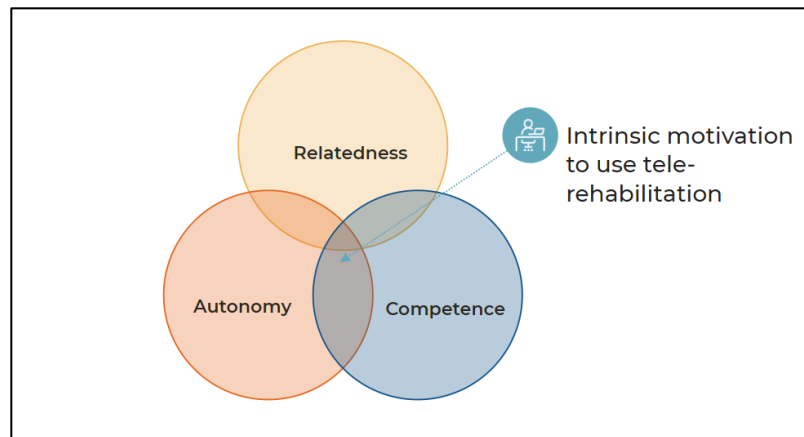 Relatedness
Intrinsic motivation
to use tele-
rehabilitation
Autonomy
Competence